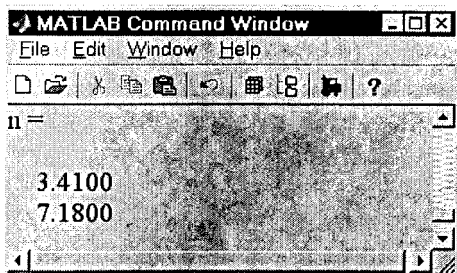 MATLAB Command Window
File Edit Window Help
?
n =
3.4100
7.1800